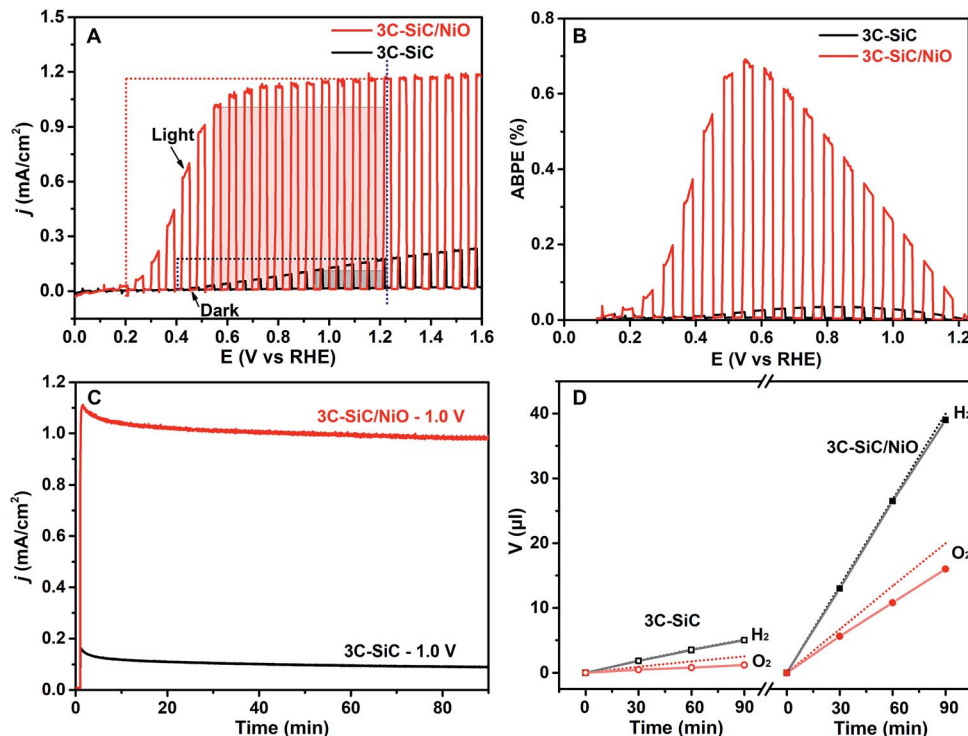 A
3C-SiC/NiO
3C-SiC
Light
Dark
j (mA/cm²)
1.5
1.2
0.9
0.6
0.3
0.0
0.0 0.2 0.4 0.6 0.8 1.0 1.2 1.4 1.6
E (V vs RHE)
B
3C-SiC
3C-SiC/NiO
ABPE (%)
0.8
0.6
0.4
0.2
0.0
0.0 0.2 0.4 0.6 0.8 1.0 1.2
E (V vs RHE)
C
3C-SiC/NiO - 1.0 V
3C-SiC - 1.0 V
j (mA/cm²)
1.2
1.0
0.8
0.6
0.4
0.2
0.0
0 20 40 60 80
Time (min)
D
H₂
3C-SiC/NiO
O₂
3C-SiC
H₂
O₂
V (µl)
40
30
20
10
0
0 30 60 90 0 30 60 90
Time (min) Time (min)